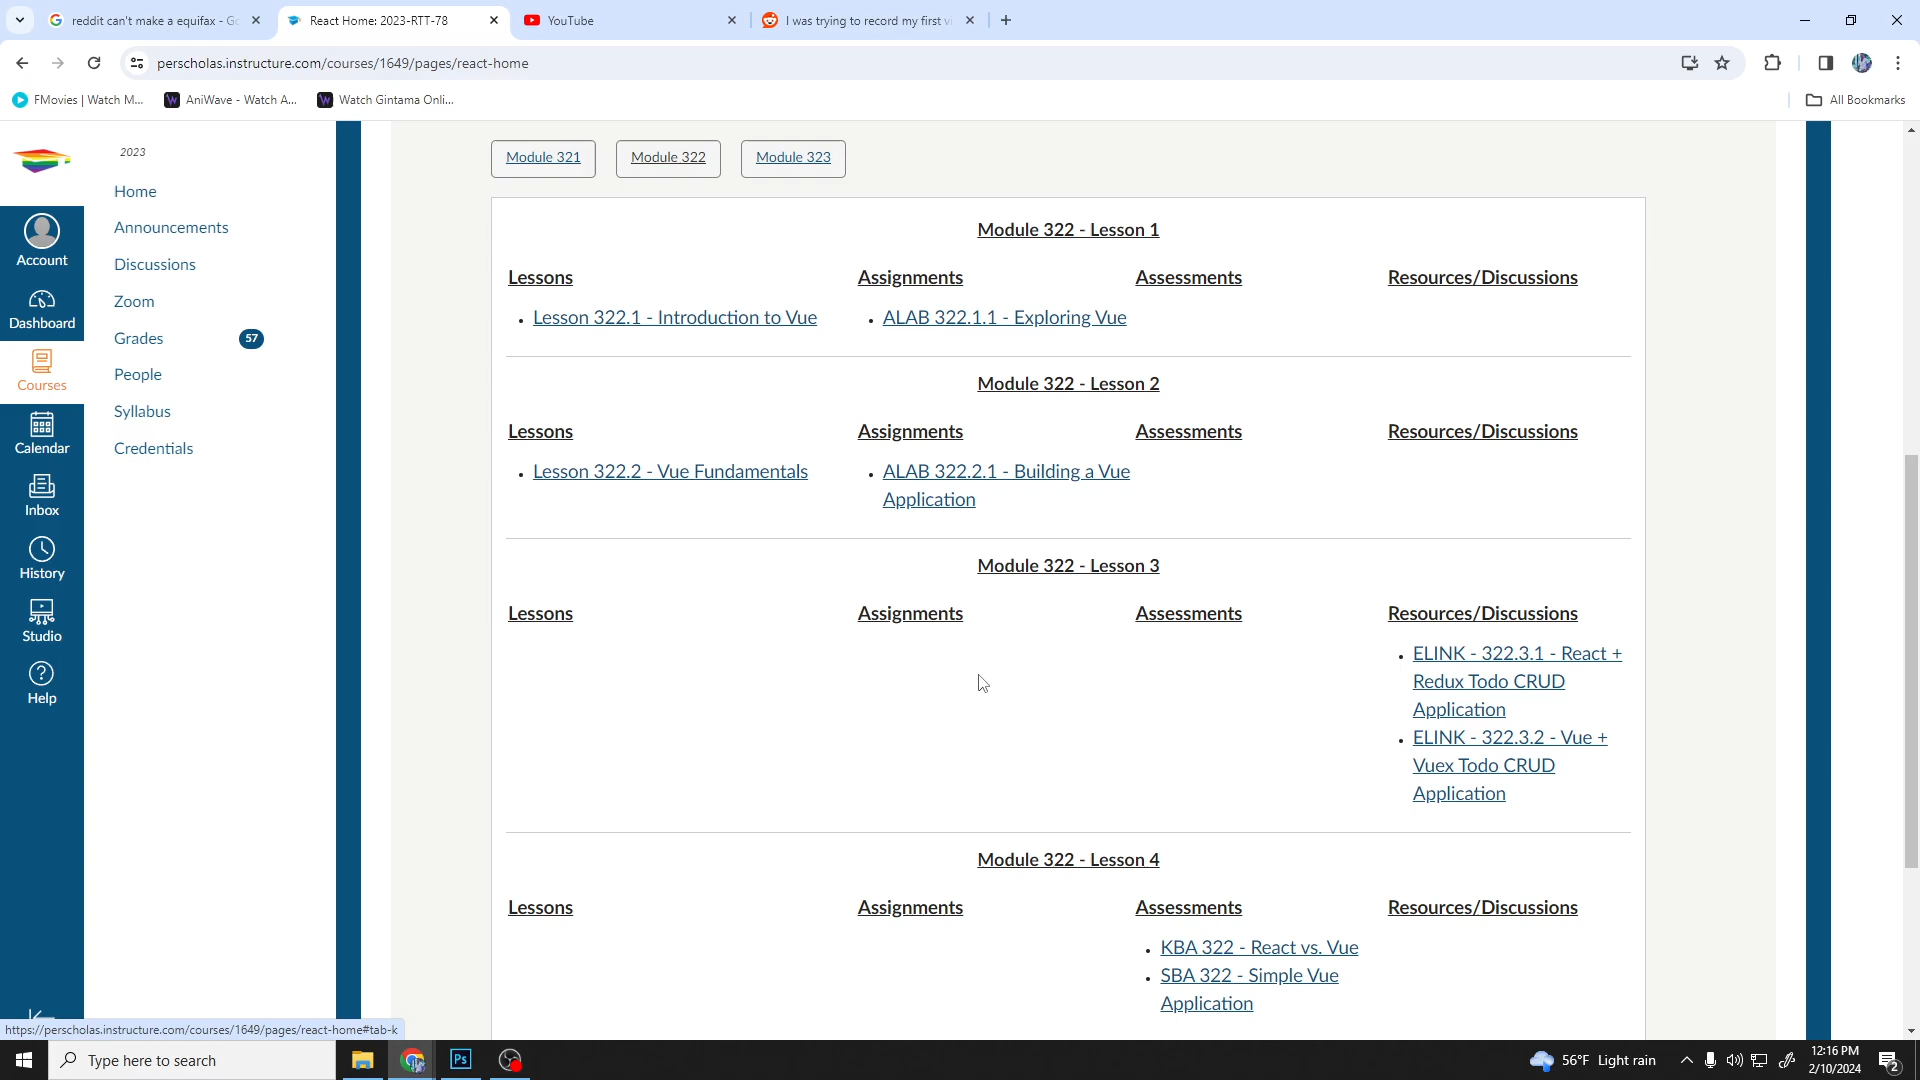 reddit can't make a equifax - Go
React Home: 2023-RTT-78
YouTube
I was trying to record my first v
perscholas.instructure.com/courses/1649/pages/react-home
FMovies | Watch M...
AniWave - Watch A...
Watch Gintama Onli...
All Bookmarks
Account
Dashboard
Courses
Calendar
Inbox
History
Studio
Help
2023
Home
Announcements
Discussions
Zoom
Grades 57
People
Syllabus
Credentials
Module 321 Module 322 Module 323
Module 322 - Lesson 1
Lessons Assignments Assessments Resources/Discussions
Lesson 322.1 - Introduction to Vue ALAB 322.1.1 - Exploring Vue
Module 322 - Lesson 2
Lessons Assignments Assessments Resources/Discussions
Lesson 322.2 - Vue Fundamentals ALAB 322.2.1 - Building a Vue
Application
Module 322 - Lesson 3
Lessons Assignments Assessments Resources/Discussions
ELINK - 322.3.1 - React +
Redux Todo CRUD
Application
ELINK - 322.3.2 - Vue +
Vuex Todo CRUD
Application
Module 322 - Lesson 4
Lessons Assignments Assessments Resources/Discussions
KBA 322 - React vs. Vue
SBA 322 - Simple Vue
Application
https://perscholas.instructure.com/courses/1649/pages/react-home#tab-k
Type here to search
Ps
56°F Light rain
12:16 PM
2/10/2024
2